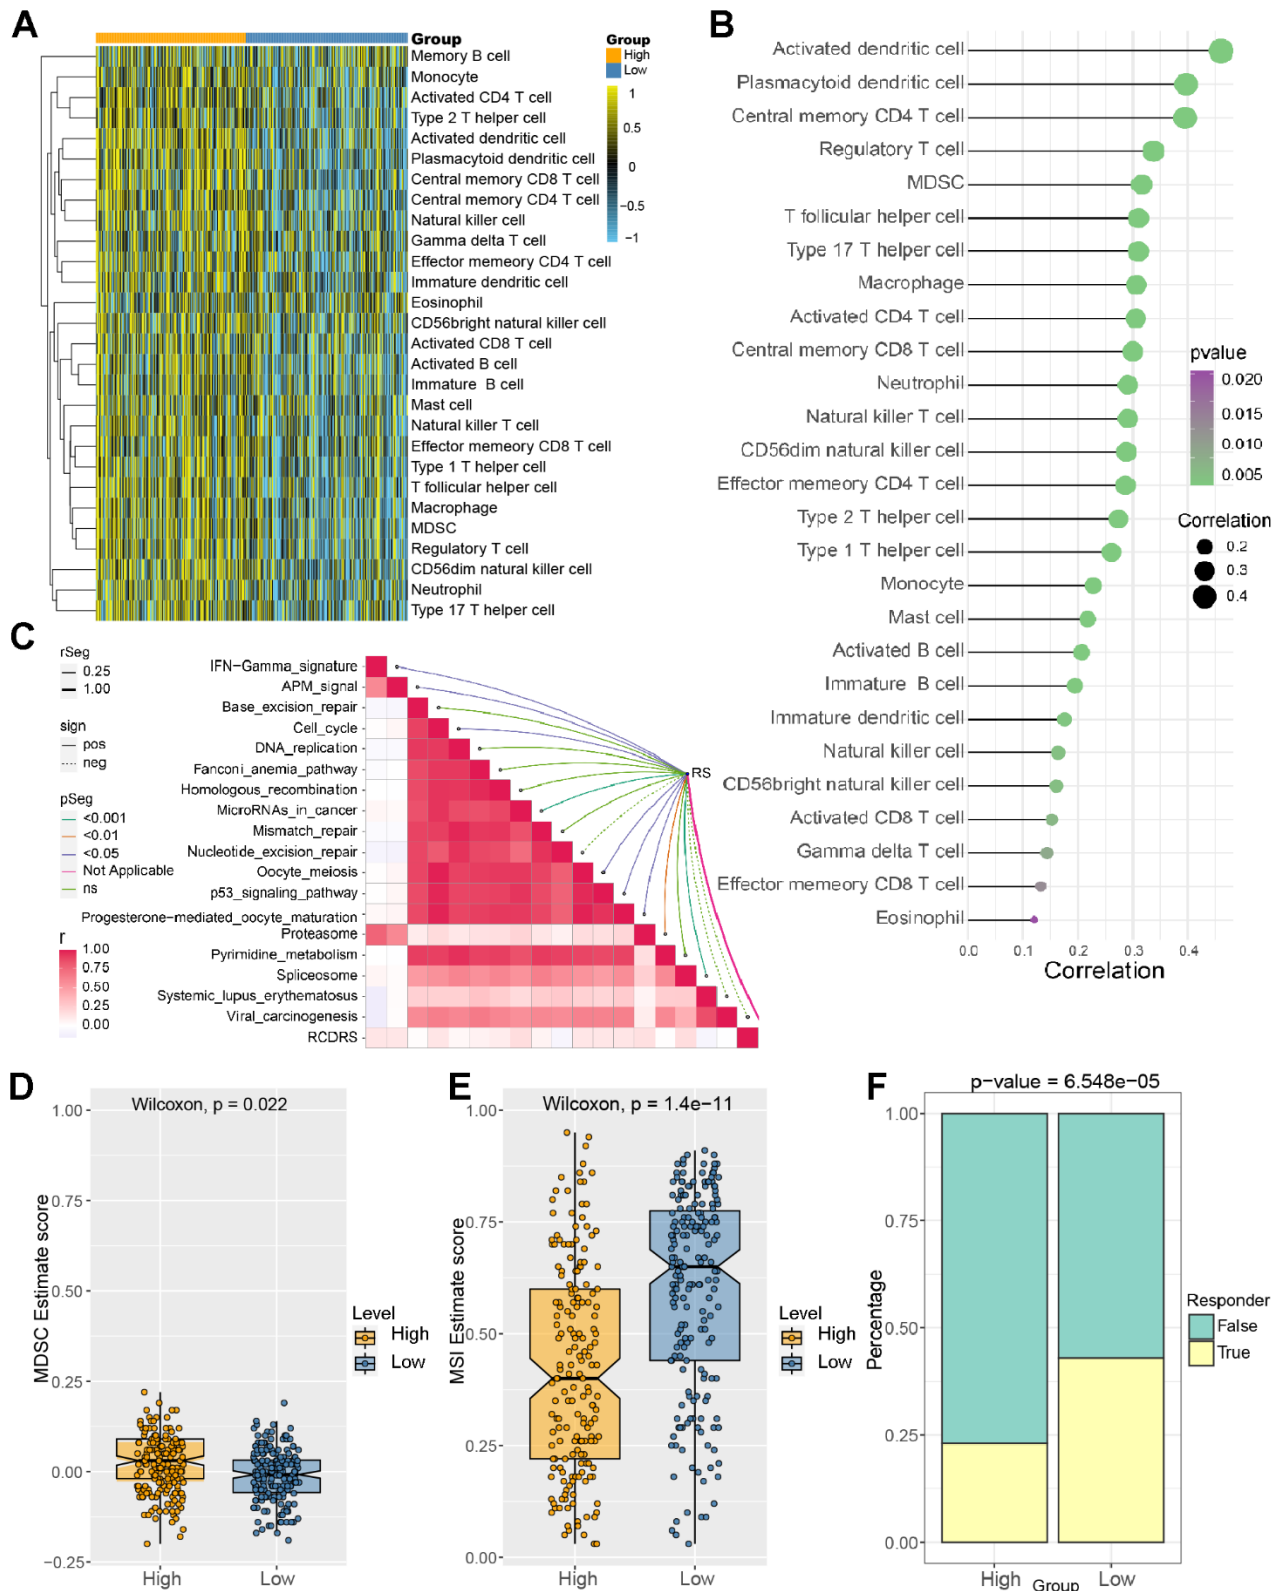 A
Group
Memory B cell
Monocyte
Activated CD4 T cell
Type 2 T helper cell
Activated dendritic cell
Plasmacytoid dendritic cell
Central memory CD8 T cell
Central memory CD4 T cell
Natural killer cell
Gamma delta T cell
Effector memeory CD4 T cell
Immature dendritic cell
Eosinophil
CD56bright natural killer cell
Activated CD8 T cell
Activated B cell
Immature  B cell
Mast cell
Natural killer T cell
Effector memeory CD8 T cell
Type 1 T helper cell
T follicular helper cell
Macrophage
MDSC
Regulatory T cell
CD56dim natural killer cell
Neutrophil
Type 17 T helper cell
Group
High
Low
1
0.5
0
−0.5
−1
B
Activated dendritic cell
Plasmacytoid dendritic cell
Central memory CD4 T cell
Regulatory T cell
MDSC
T follicular helper cell
Type 17 T helper cell
Macrophage
Activated CD4 T cell
Central memory CD8 T cell
Neutrophil
Natural killer T cell
CD56dim natural killer cell
Effector memeory CD4 T cell
Type 2 T helper cell
Type 1 T helper cell
Monocyte
Mast cell
Activated B cell
Immature  B cell
Immature dendritic cell
Natural killer cell
CD56bright natural killer cell
Activated CD8 T cell
Gamma delta T cell
Effector memeory CD8 T cell
Eosinophil
0.0 0.1 0.2 0.3 0.4
Correlation
pvalue
0.020
0.015
0.010
0.005
Correlation
0.2
0.3
0.4
C
rSeg
0.25
1.00
sign
pos
neg
pSeg
<0.001
<0.01
<0.05
Not Applicable
ns
r
1.00
0.75
0.50
0.25
0.00
IFN−Gamma_signature
APM_signal
Base_excision_repair
Cell_cycle
DNA_replication
Fanconi_anemia_pathway
Homologous_recombination
MicroRNAs_in_cancer
Mismatch_repair
Nucleotide_excision_repair
Oocyte_meiosis
p53_signaling_pathway
Progesterone−mediated_oocyte_maturation
Proteasome
Pyrimidine_metabolism
Spliceosome
Systemic_lupus_erythematosus
Viral_carcinogenesis
RCDRS
RS
D
Wilcoxon, p = 0.022
MDSC Estimate score
1.00
0.75
0.50
0.25
0.00
−0.25
High Low
Level
High
Low
E
Wilcoxon, p = 1.4e−11
MSI Estimate score
1.00
0.75
0.50
0.25
0.00
High Low
Level
High
Low
F
p−value = 6.548e−05
Percentage
1.00
0.75
0.50
0.25
0.00
High Low
Group
Responder
False
True